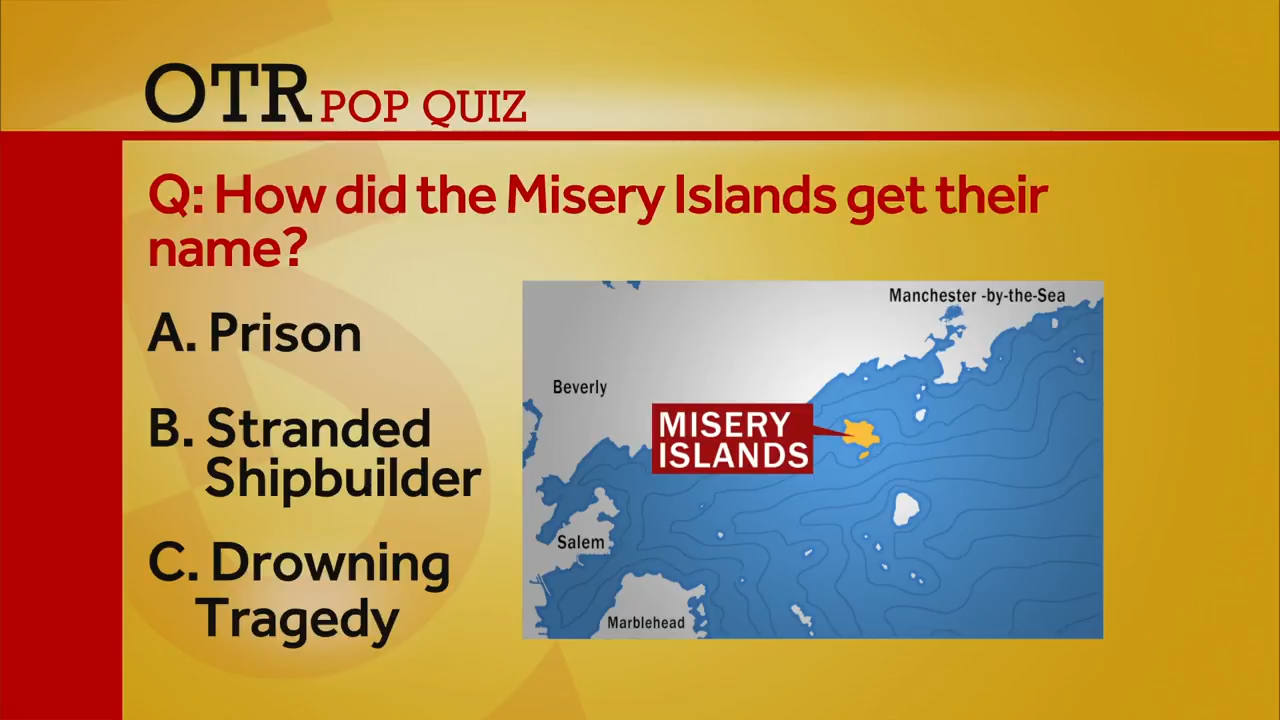 OTR POP QUIZ
Q: How did the Misery Islands get their
name?
A. Prison
B. Stranded
Shipbuilder
C. Drowning
Tragedy
Manchester -by-the-Sea
Beverly
MISERY
ISLANDS
Salem
Marblehead